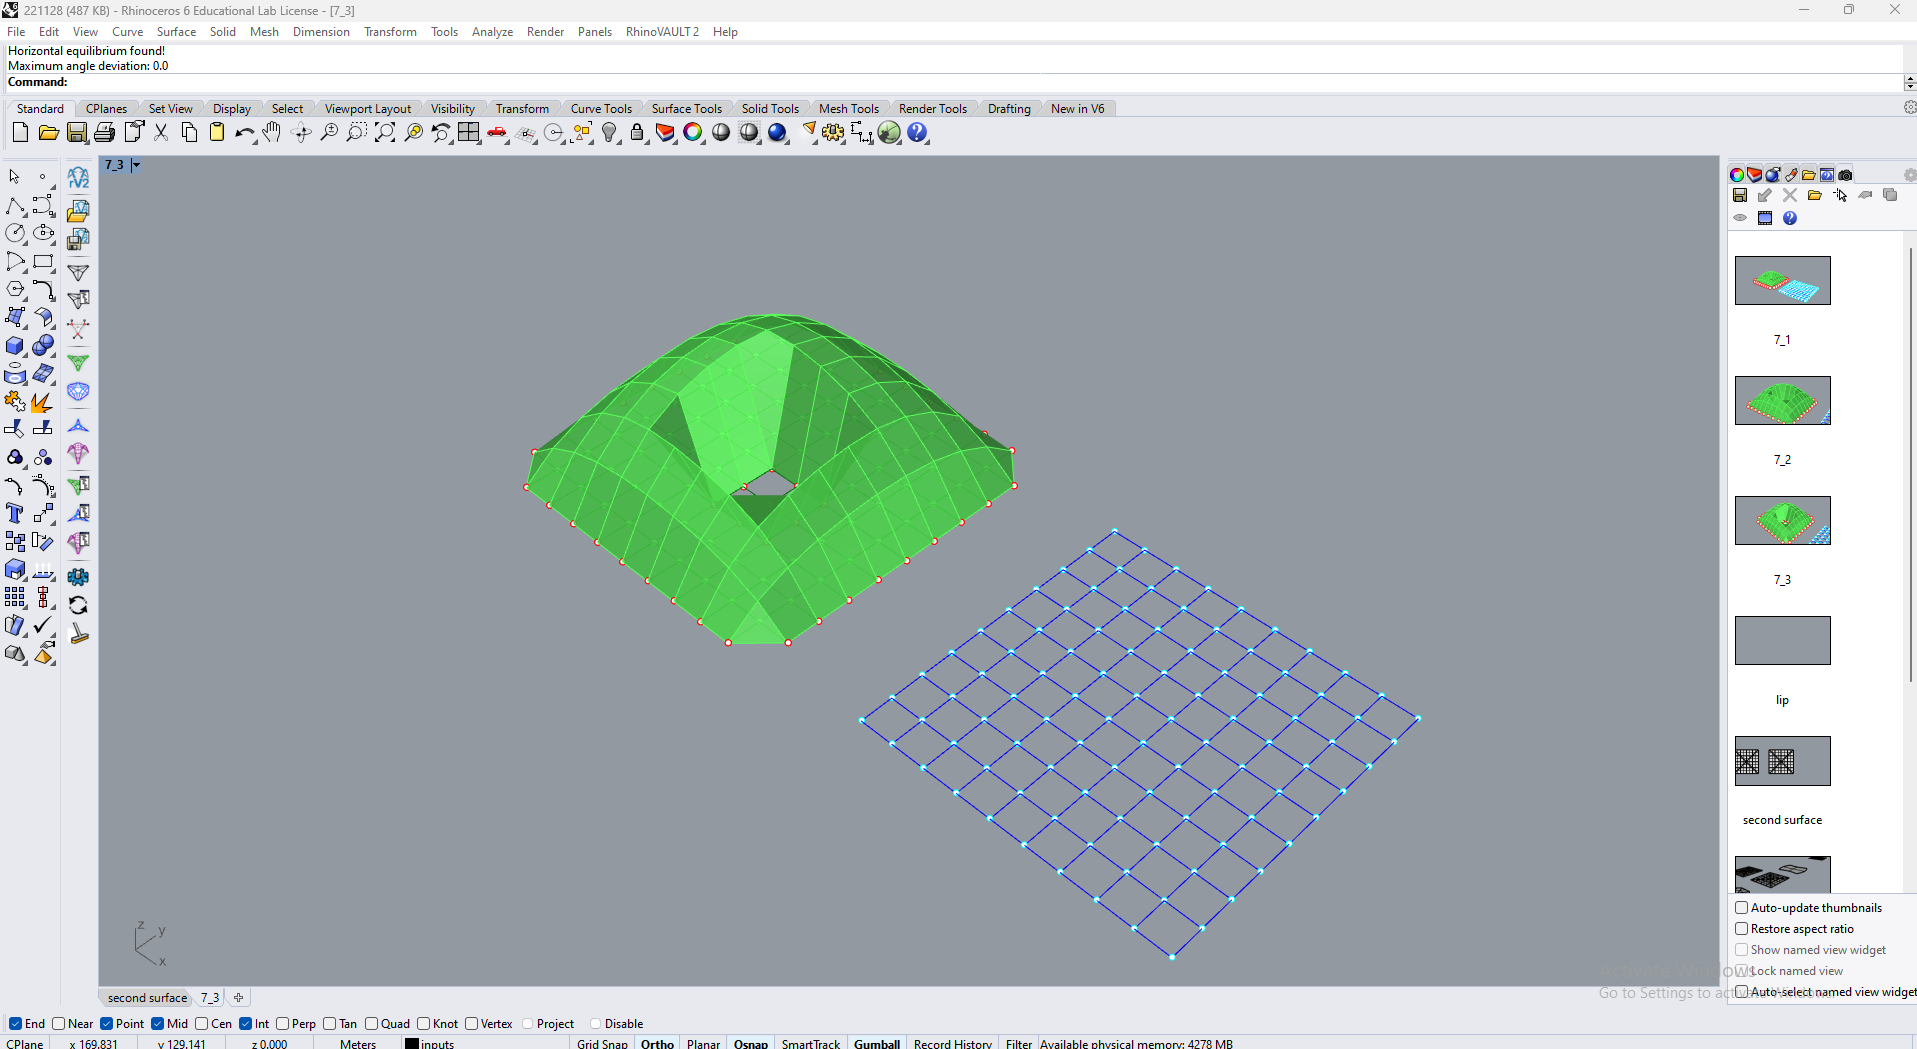 221128 (487 KB) - Rhinoceros 6 Educational Lab License - [7_3]
File Edit View Curve Surface Solid Mesh Dimension Transform Tools Analyze Render Panels RhinoVAULT 2 Help
Horizontal equilibrium found!
Maximum angle deviation: 0.0
Command:
Standard CPlanes Set View Display Select Viewport Layout Visibility Transform Curve Tools Surface Tools Solid Tools Mesh Tools Render Tools Drafting New in V6
7_3
rV2
7_1
7_2
7_3
lip
second surface
Auto-update thumbnails
Restore aspect ratio
Show named view widget
Lock named view
Auto-select named view widget
Activate Windows
Go to Settings to activate Windows.
z
y
x
second surface 7_3
End Near Point Mid Cen Int Perp Tan Quad Knot Vertex Project Disable
CPlane x 169.831 y 129.141 z 0.000 Meters inputs Grid Snap Ortho Planar Osnap SmartTrack Gumball Record History Filter Available physical memory: 4278 MB